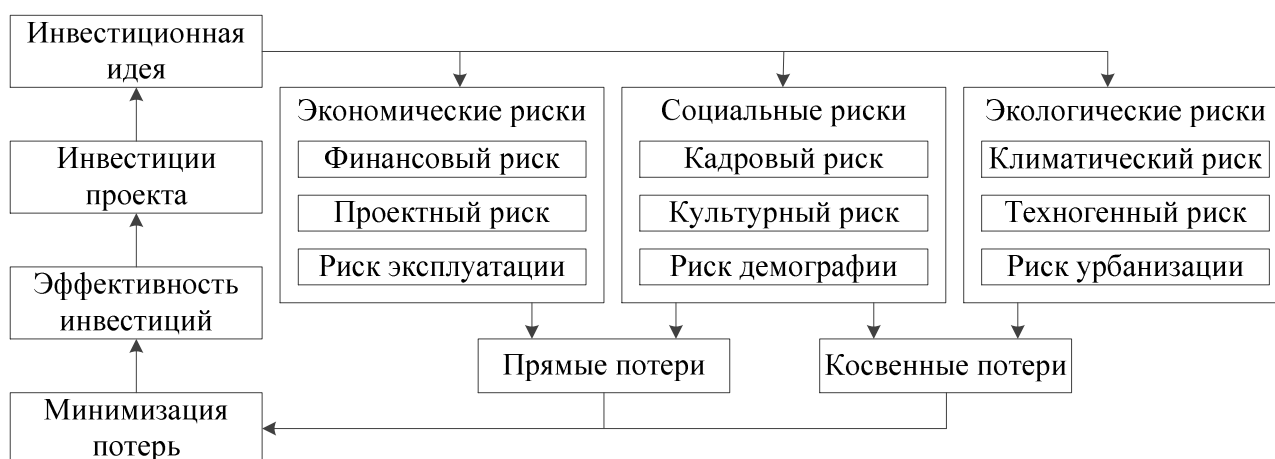 Инвестиционная
идея
Экономические риски
Социальные риски
Экологические риски
Инвестиции
проекта
Финансовый риск
Кадровый риск
Климатический риск
Проектный риск
Культурный риск
Техногенный риск
Эффективность
инвестиций
Риск эксплуатации
Риск демографии
Риск урбанизации
Прямые потери
Косвенные потери
Минимизация
потерь